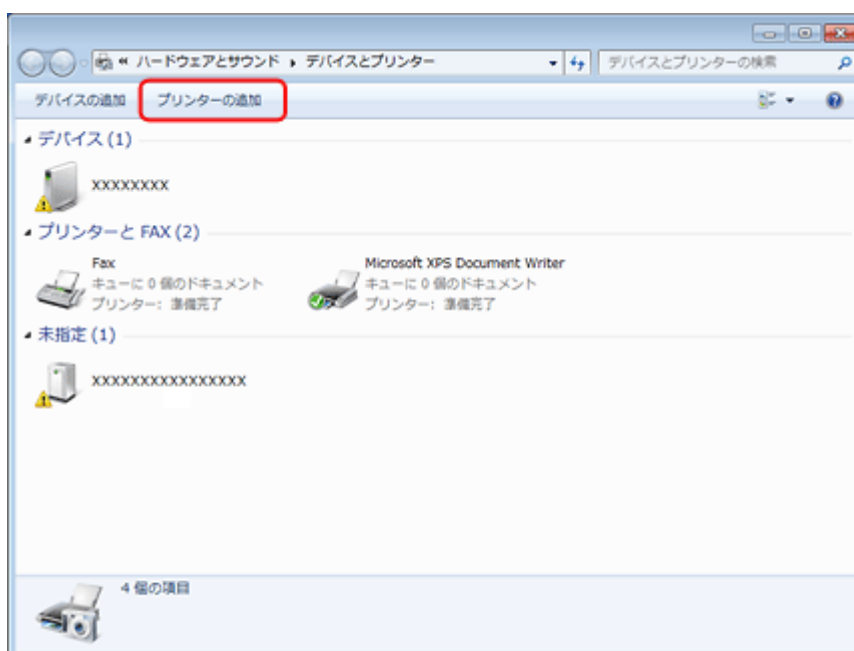 « ハードウェアとサウンド ▸ デバイスとプリンター デバイスとプリンターの検索
デバイスの追加 プリンターの追加
デバイス (1)
XXXXXXXX
プリンターと FAX (2)
Fax
キューに 0 個のドキュメント
プリンター: 準備完了
Microsoft XPS Document Writer
キューに 0 個のドキュメント
プリンター: 準備完了
未指定 (1)
XXXXXXXXXXXXXXXX
4 個の項目